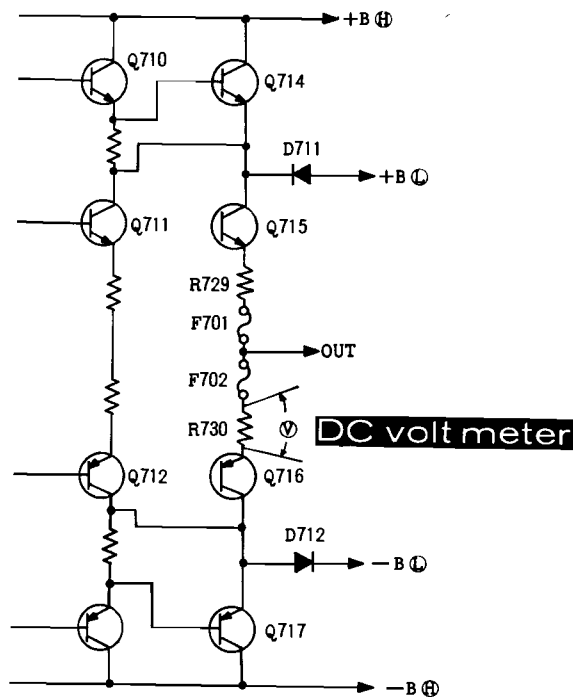 +B Ⓗ
Q710
Q714
D711
+B Ⓛ
Q711
Q715
R729
F701
OUT
F702
R730
Ⓥ
DC volt meter
Q712
Q716
D712
－B Ⓛ
Q717
－B Ⓗ